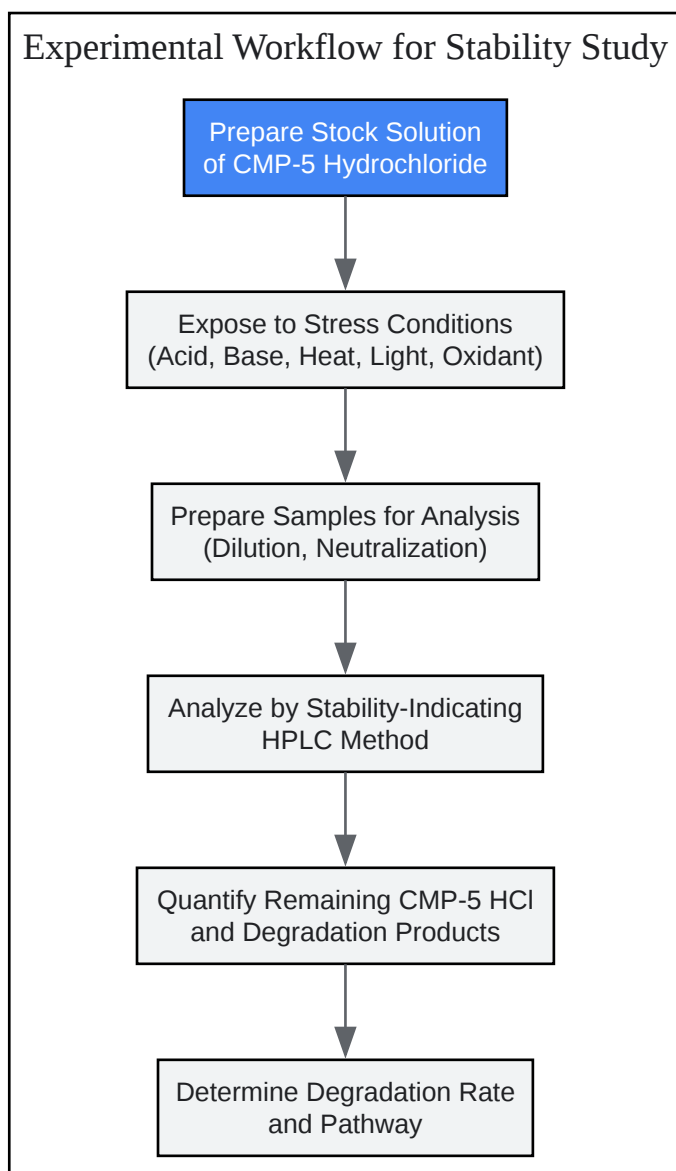 Experimental Workflow for Stability Study
Prepare Stock Solution
of CMP-5 Hydrochloride
Expose to Stress Conditions
(Acid, Base, Heat, Light, Oxidant)
Prepare Samples for Analysis
(Dilution, Neutralization)
Analyze by Stability-Indicating
HPLC Method
Quantify Remaining CMP-5 HCl
and Degradation Products
Determine Degradation Rate
and Pathway